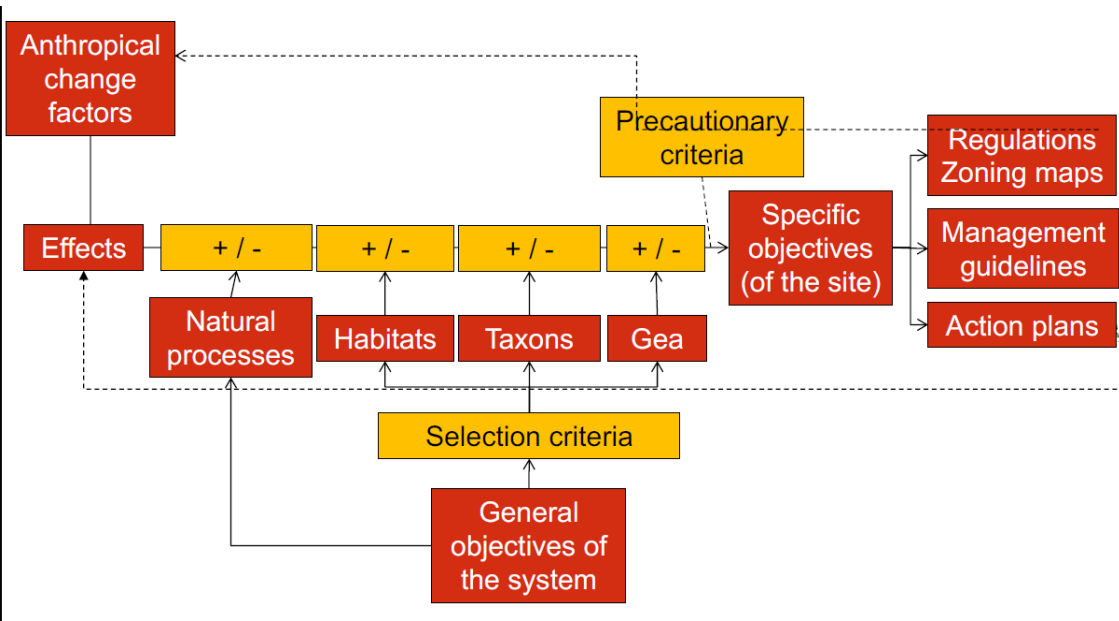 Anthropical
change
factors
Precautionary
criteria
Regulations
Zoning maps
Effects
+ / -
+ / -
+ / -
+ / -
Specific
objectives
(of the site)
Management
guidelines
Natural
processes
Habitats
Taxons
Gea
Action plans
Selection criteria
General
objectives of
the system